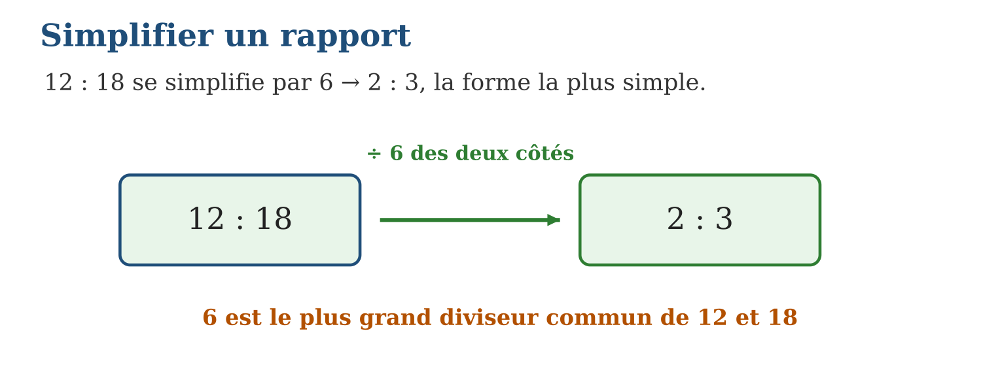 Simplifier un rapport
12 : 18 se simplifie par 6 → 2 : 3, la forme la plus simple.
÷ 6 des deux côtés
12 : 18
2 : 3
6 est le plus grand diviseur commun de 12 et 18